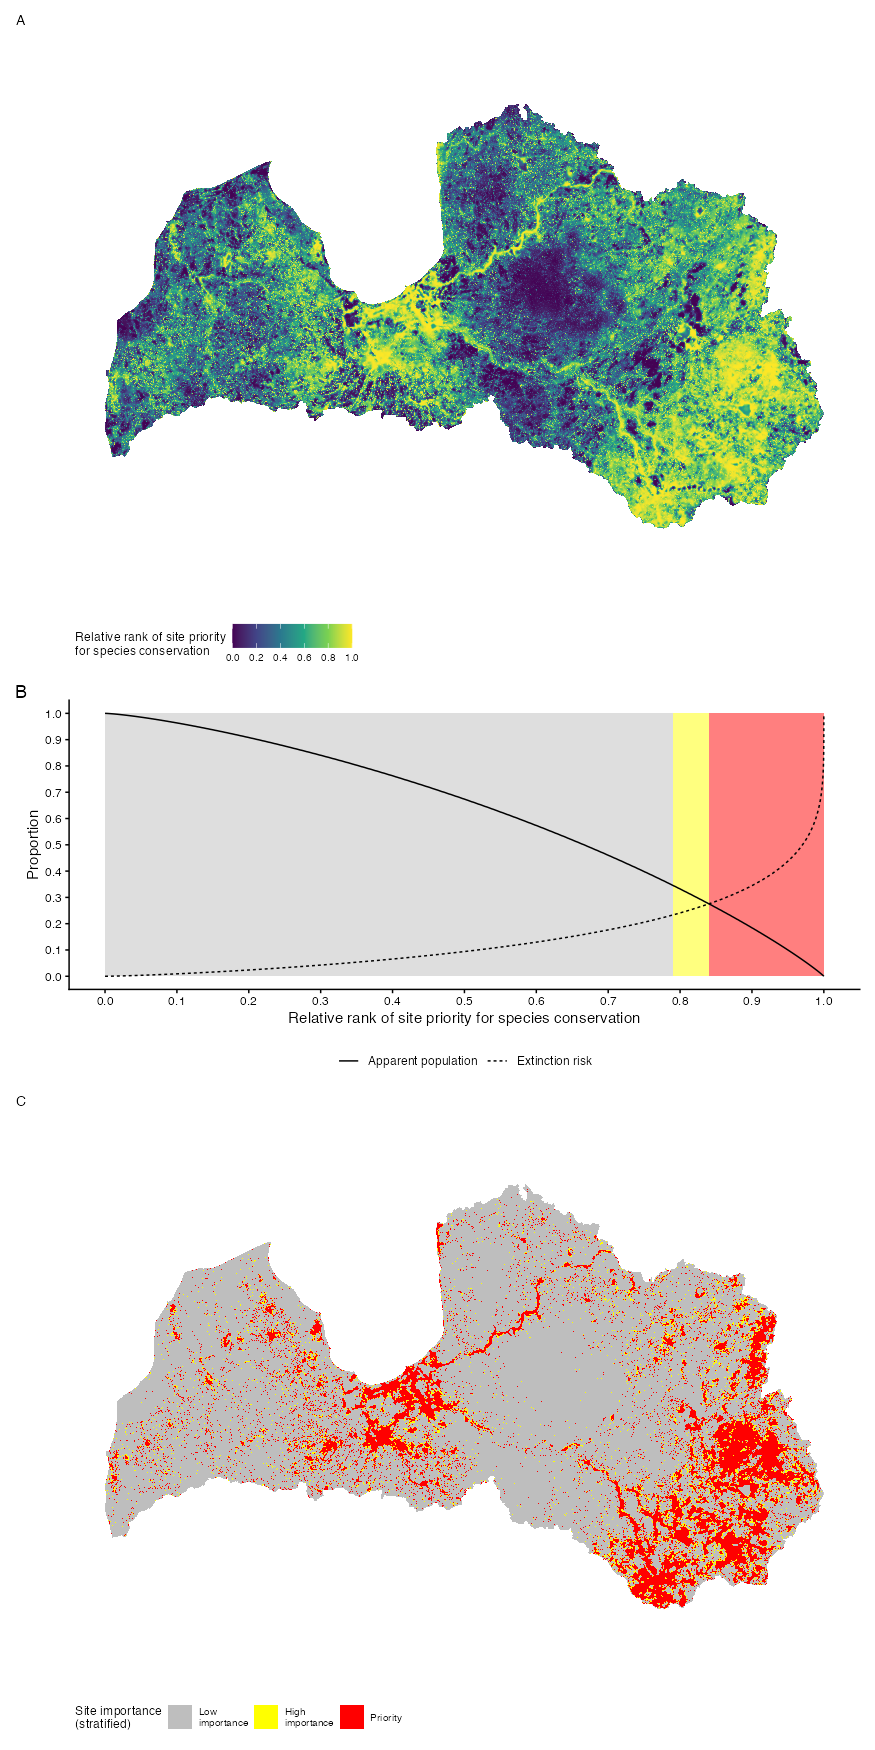 A
Relative rank of site priority
for species conservation
0.0 0.2 0.4 0.6 0.8 1.0
B
Proportion
1.0
0.9
0.8
0.7
0.6
0.5
0.4
0.3
0.2
0.1
0.0
0.0 0.1 0.2 0.3 0.4 0.5 0.6 0.7 0.8 0.9 1.0
Relative rank of site priority for species conservation
Apparent population Extinction risk
C
Site importance
(stratified)
Low
importance
High
importance
Priority